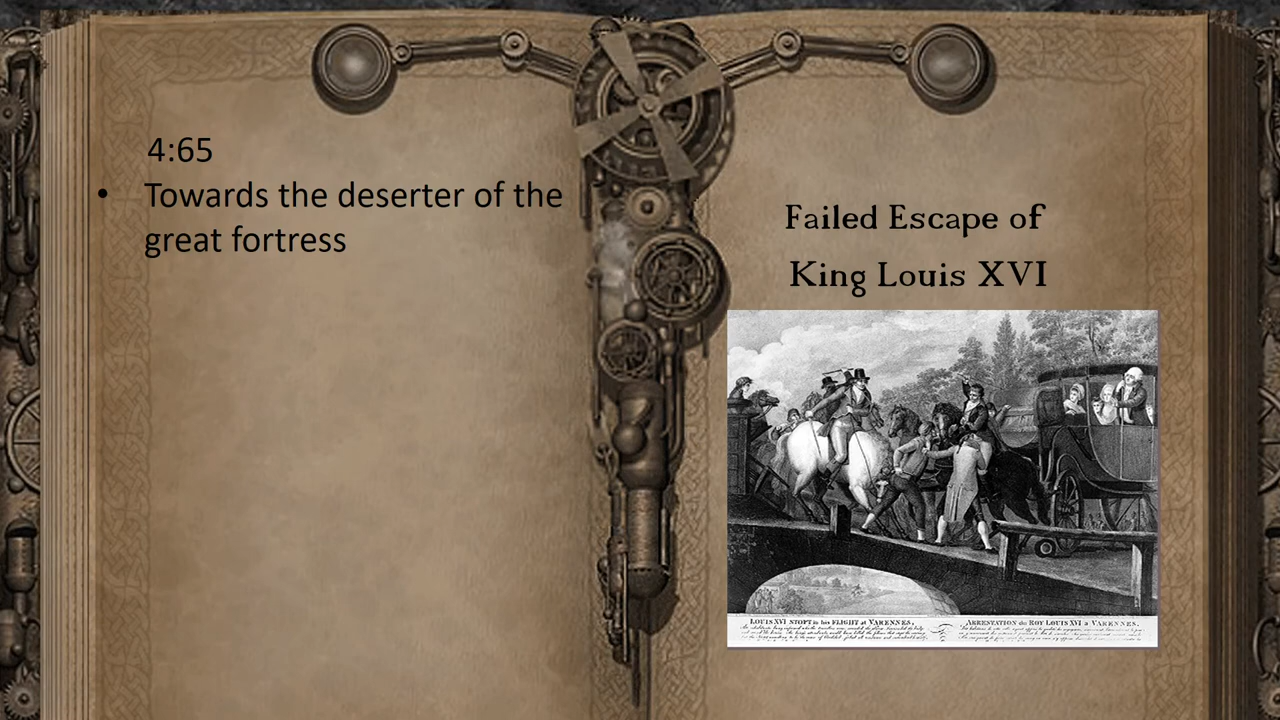 4:65
• Towards the deserter of the
great fortress
Failed Escape of
King Louis XVI
LOUIS XVI STOPT in his FLIGHT at VARENNES,
ARRESTATION du ROY LOUIS XVI a VARENNES.